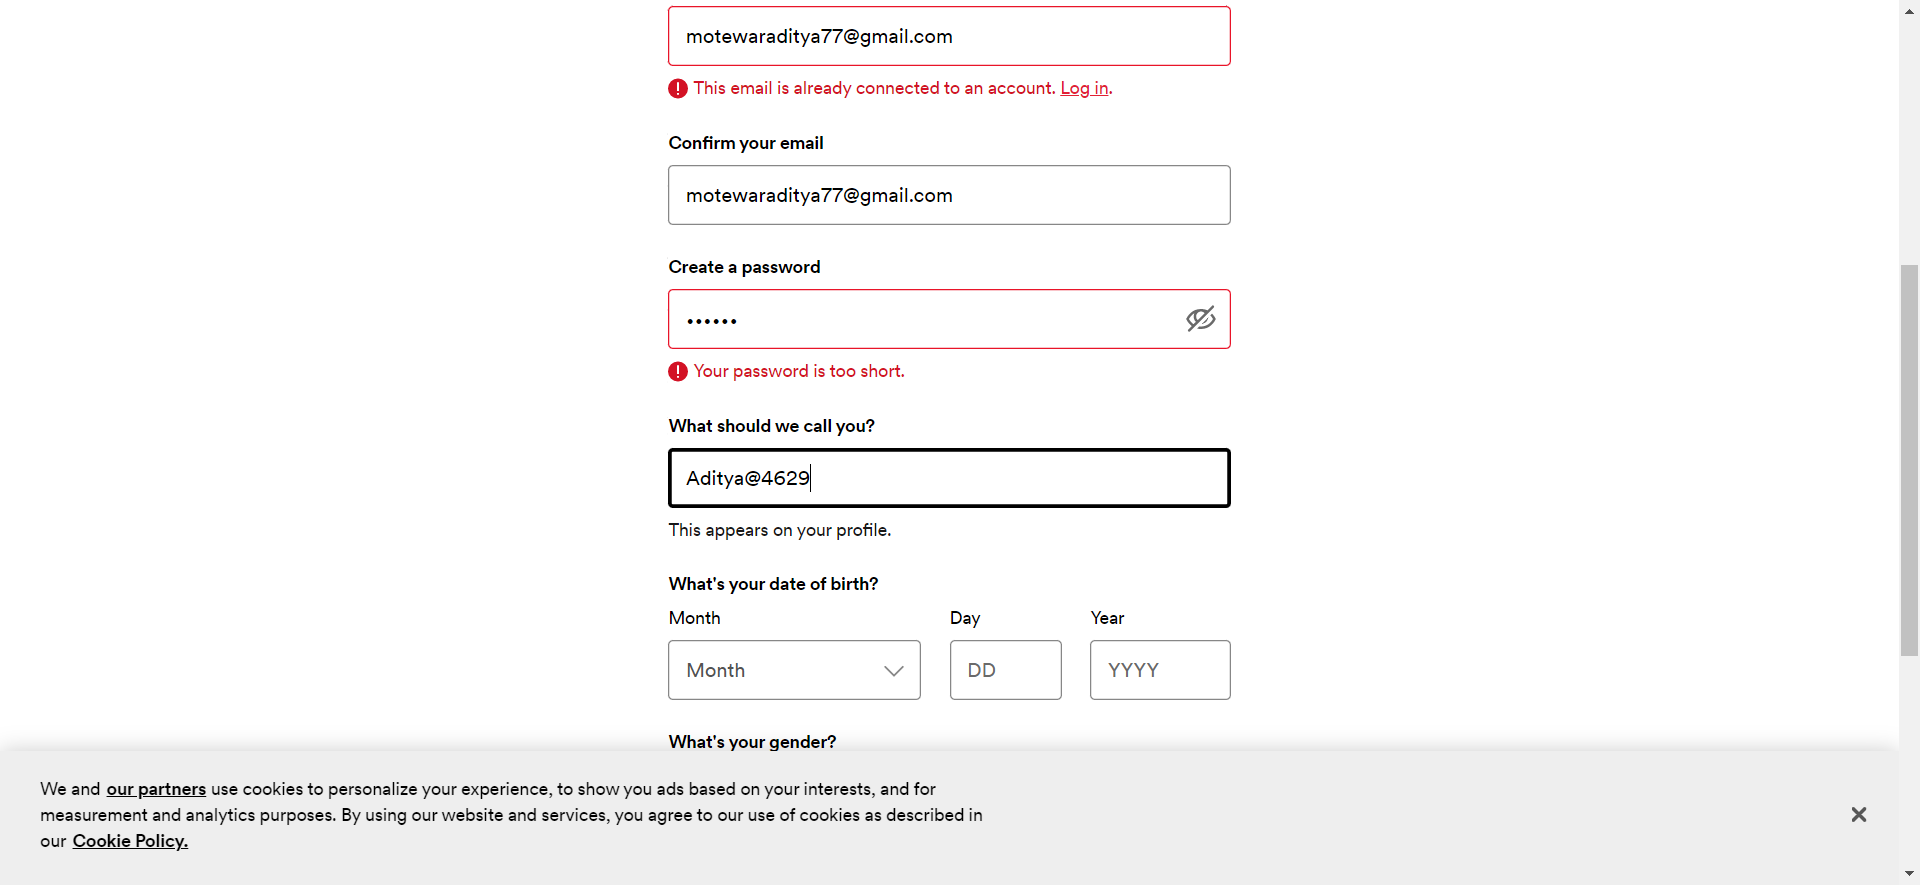 motewaraditya77@gmail.com
This email is already connected to an account. Log in.
Confirm your email
motewaraditya77@gmail.com
Create a password
••••••
Your password is too short.
What should we call you?
Aditya@4629
This appears on your profile.
What's your date of birth?
Month Day Year
Month DD YYYY
What's your gender?
We and our partners use cookies to personalize your experience, to show you ads based on your interests, and for
measurement and analytics purposes. By using our website and services, you agree to our use of cookies as described in
our Cookie Policy.